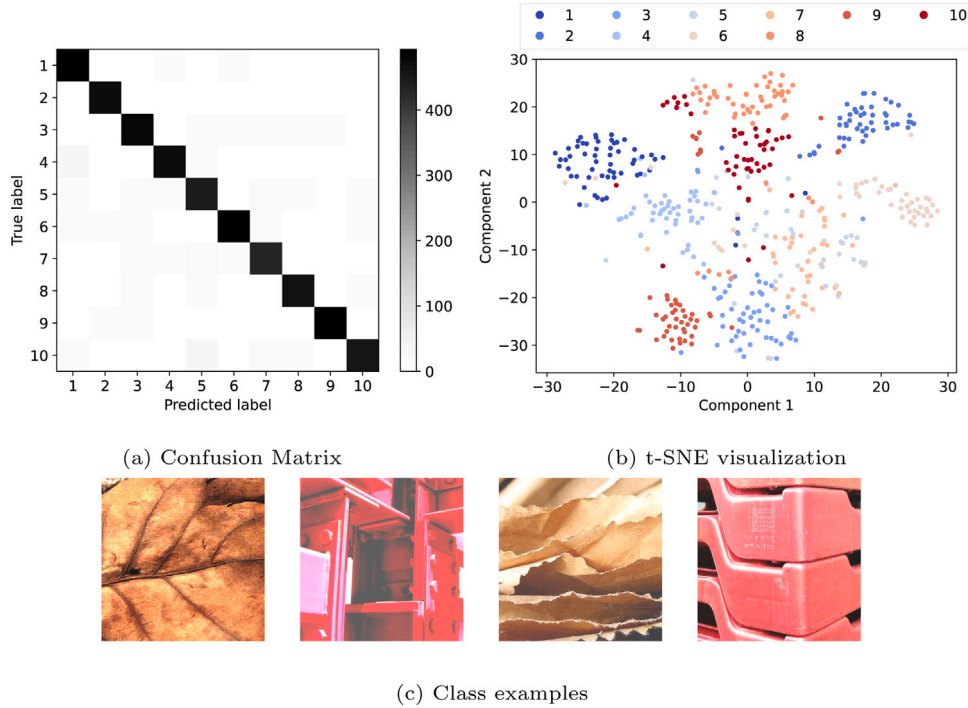 1 3 5 7 9 10
2 4 6 8
1
2
3
4
5
6
7
8
9
10
True label
1 2 3 4 5 6 7 8 9 10
Predicted label
400
300
200
100
0
30
20
10
0
−10
−20
−30
Component 2
−30 −20 −10 0 10 20 30
Component 1
(a) Confusion Matrix
(b) t-SNE visualization
(c) Class examples